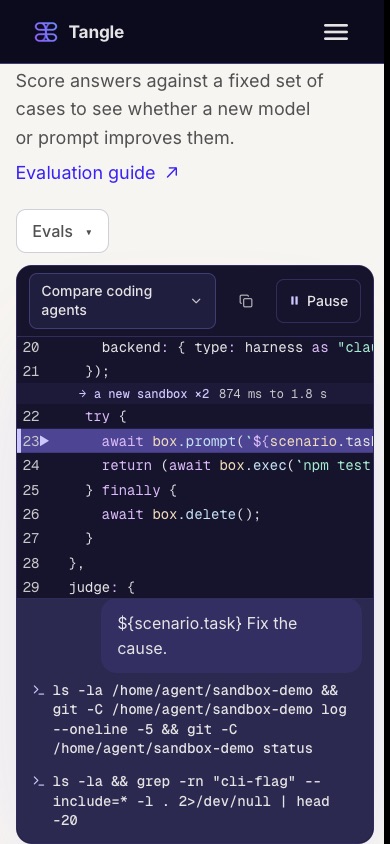 Tangle
Score answers against a fixed set of
cases to see whether a new model
or prompt improves them.
Evaluation guide ↗
Evals ▾
Compare coding
agents
Pause
20 backend: { type: harness as "clau
21 });
→ a new sandbox ×2 874 ms to 1.8 s
22 try {
23 await box.prompt(`${scenario.task
24 return (await box.exec(`npm test
25 } finally {
26 await box.delete();
27 }
28 },
29 judge: {
${scenario.task} Fix the
cause.
ls -la /home/agent/sandbox-demo &&
git -C /home/agent/sandbox-demo log
--oneline -5 && git -C
/home/agent/sandbox-demo status
ls -la && grep -rn "cli-flag" --
include=* -l . 2>/dev/null | head
-20